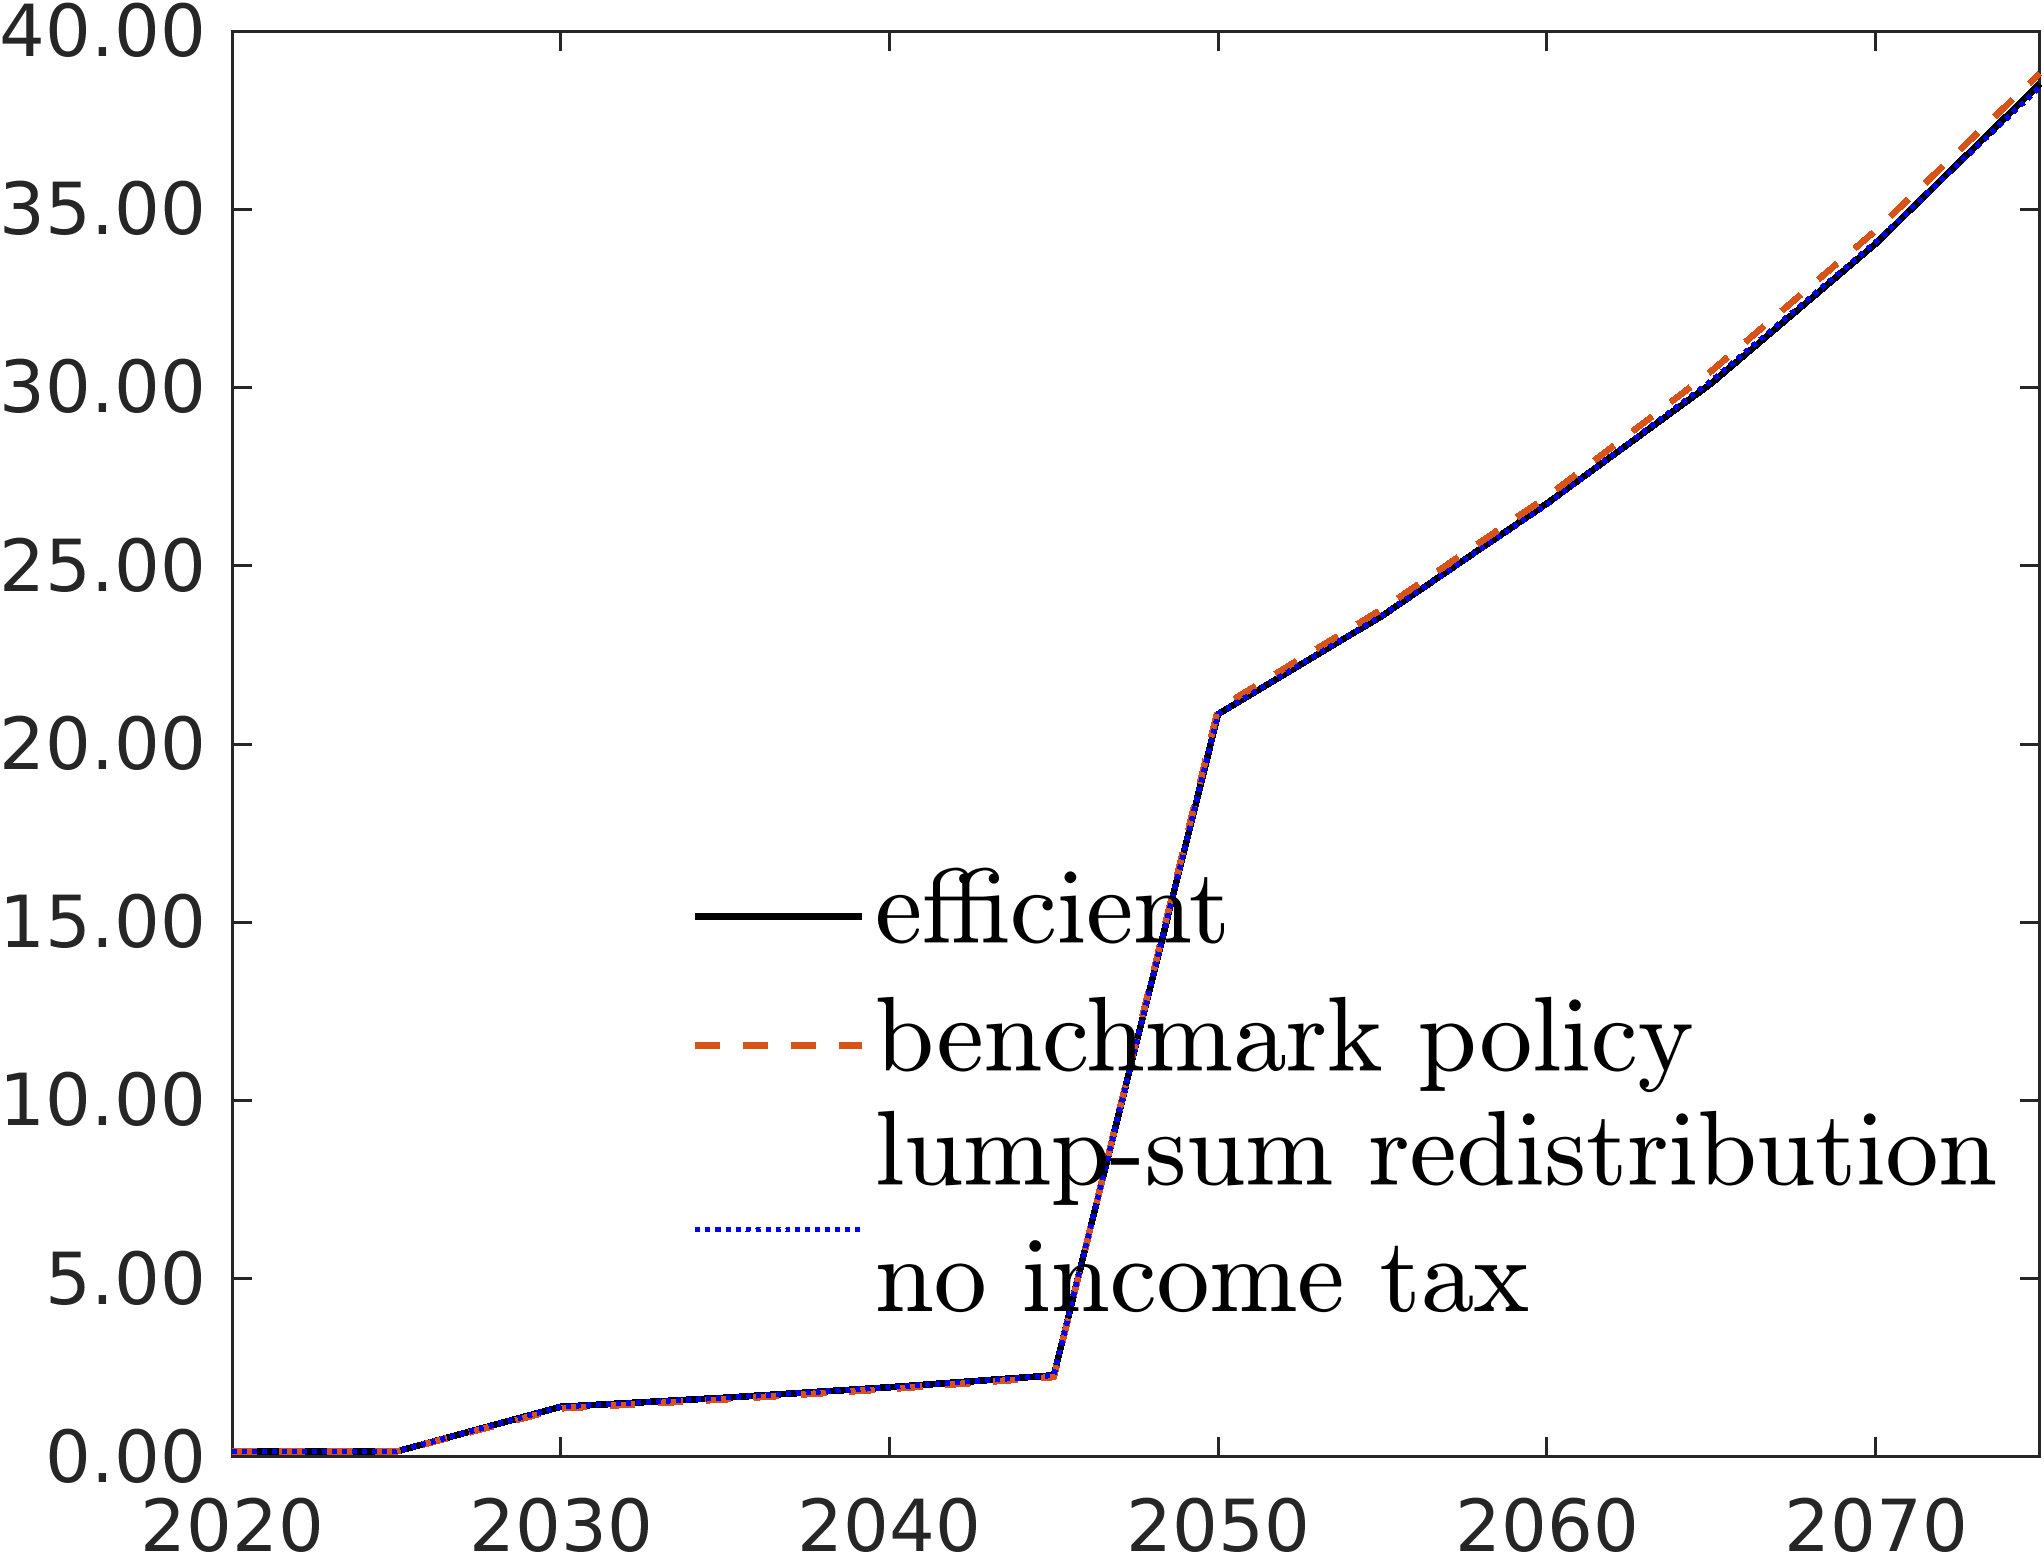 40.00
35.00
30.00
25.00
20.00
15.00
10.00
5.00
0.00
2020 2030 2040 2050 2060 2070
efficient
benchmark policy
lump-sum redistribution
no income tax